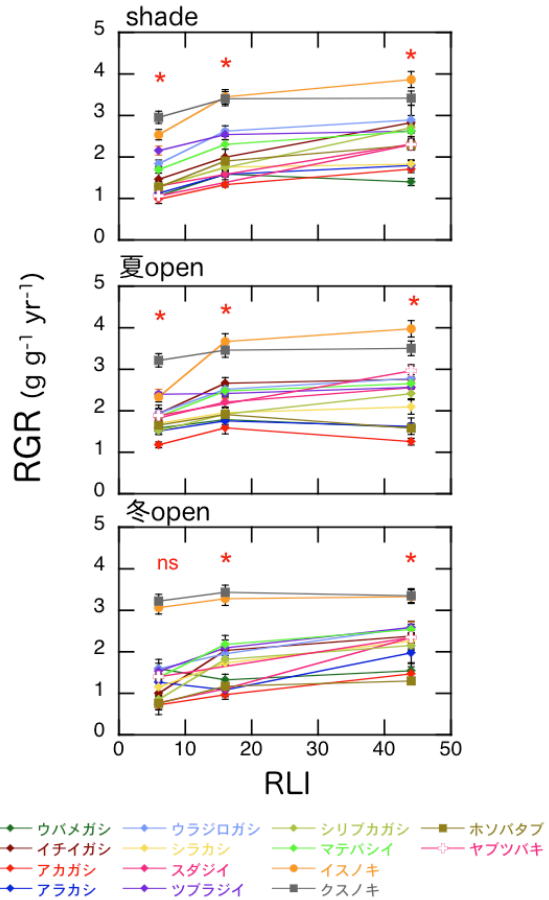 shade
5
4
3
2
1
0
*
*
*
夏open
5
4
3
2
1
0
*
*
*
RGR (g g⁻¹ yr⁻¹)
冬open
5
4
3
2
1
0
ns
*
*
0 10 20 30 40 50
RLI
ウバメガシ ウラジロガシ シリブカガシ ホソバタブ
イチイガシ シラカシ マテバシイ ヤブツバキ
アカガシ スダジイ イスノキ
アラカシ ツブラジイ クスノキ